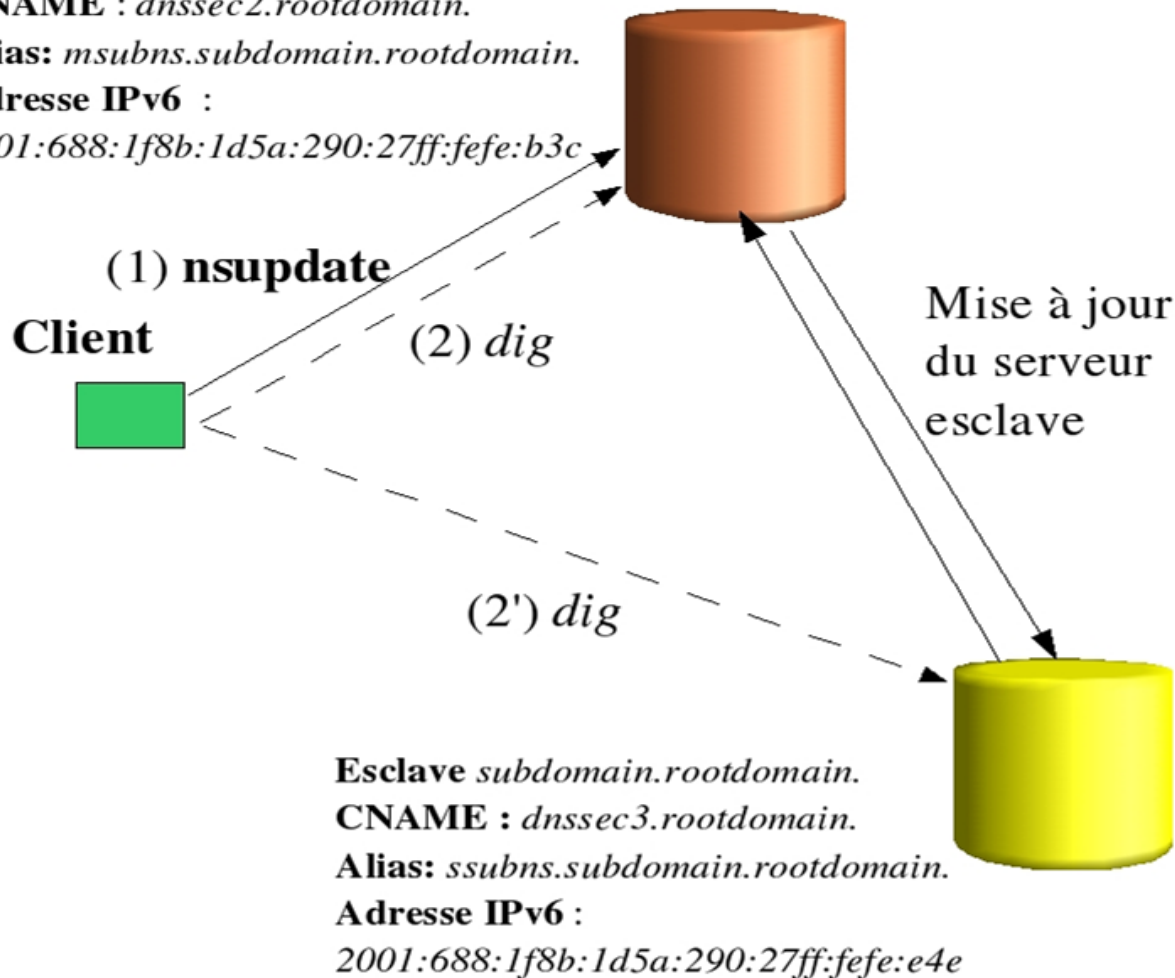 NAME : dnssec2.rootdomain.
ias: msubns.subdomain.rootdomain.
dresse IPv6 :
01:688:1f8b:1d5a:290:27ff:fefe:b3c
(1) nsupdate
Client
(2) dig
Mise à jour
du serveur
esclave
(2') dig
Esclave subdomain.rootdomain.
CNAME : dnssec3.rootdomain.
Alias: ssubns.subdomain.rootdomain.
Adresse IPv6 :
2001:688:1f8b:1d5a:290:27ff:fefe:e4e